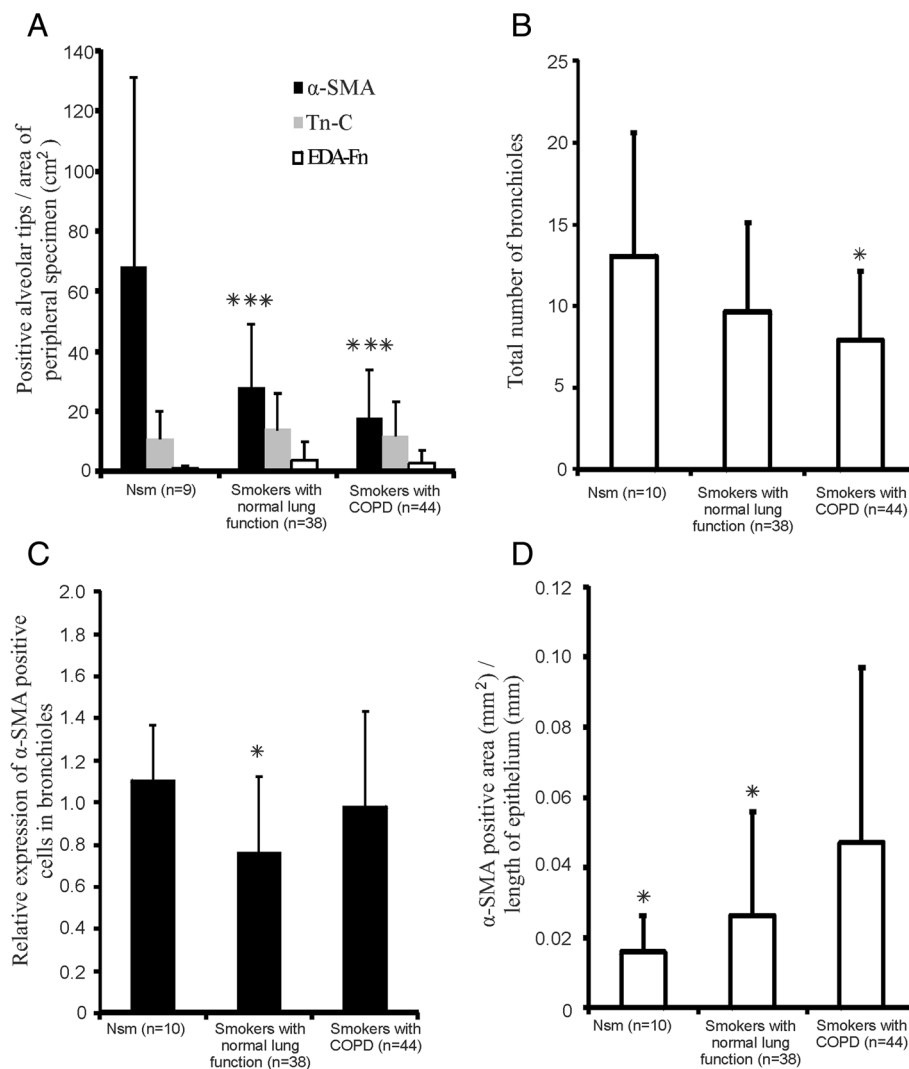 A
Positive alveolar tips / area of
peripheral specimen (cm²)
140
120
100
80
60
40
20
0
α-SMA
Tn-C
EDA-Fn
***
***
Nsm (n=9)
Smokers with
normal lung
function (n=38)
Smokers with
COPD (n=44)
B
Total number of bronchioles
25
20
15
10
5
0
*
Nsm (n=10)
Smokers with
normal lung
function (n=38)
Smokers with
COPD (n=44)
C
Relative expression of α-SMA positive
cells in bronchioles
2.0
1.8
1.6
1.4
1.2
1.0
0.8
0.6
0.4
0.2
0
*
Nsm (n=10)
Smokers with
normal lung
function (n=38)
Smokers with
COPD (n=44)
D
α-SMA positive area (mm²) /
length of epithelium (mm)
0.12
0.10
0.08
0.06
0.04
0.02
0
*
*
Nsm (n=10)
Smokers with
normal lung
function (n=38)
Smokers with
COPD (n=44)